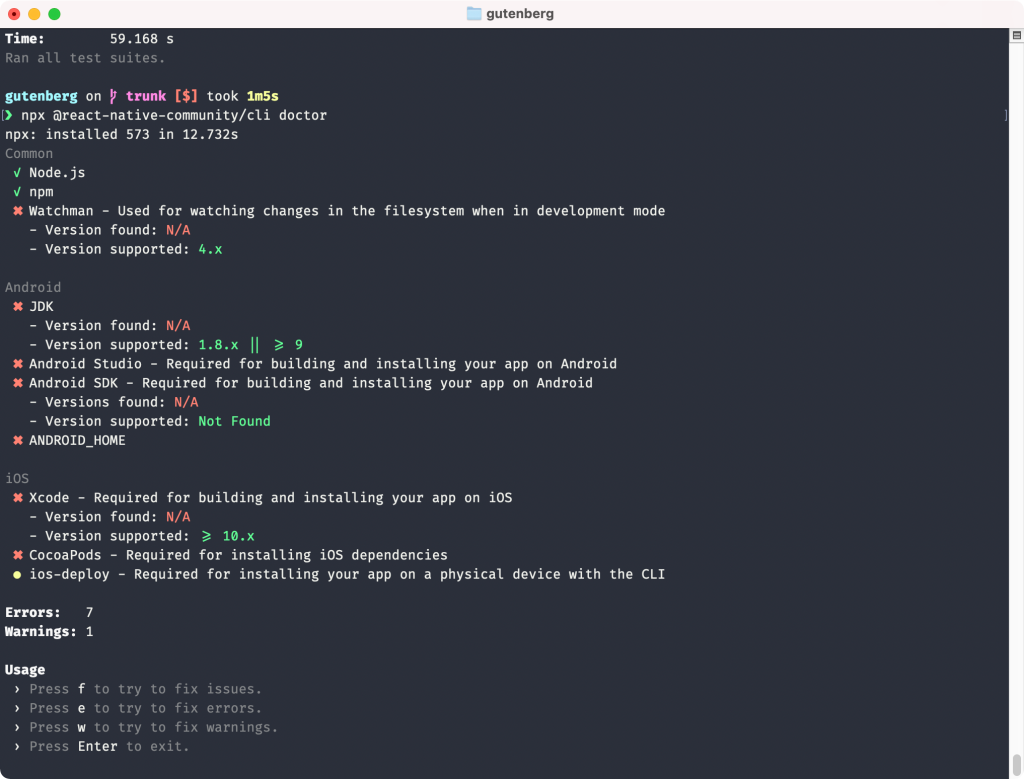 gutenberg
Time: 59.168 s
Ran all test suites.
gutenberg on trunk [$] took 1m5s
❯ npx @react-native-community/cli doctor
npx: installed 573 in 12.732s
Common
✓ Node.js
✓ npm
✖ Watchman - Used for watching changes in the filesystem when in development mode
- Version found: N/A
- Version supported: 4.x
Android
✖ JDK
- Version found: N/A
- Version supported: 1.8.x || ≥ 9
✖ Android Studio - Required for building and installing your app on Android
✖ Android SDK - Required for building and installing your app on Android
- Versions found: N/A
- Version supported: Not Found
✖ ANDROID_HOME
iOS
✖ Xcode - Required for building and installing your app on iOS
- Version found: N/A
- Version supported: ≥ 10.x
✖ CocoaPods - Required for installing iOS dependencies
● ios-deploy - Required for installing your app on a physical device with the CLI
Errors: 7
Warnings: 1
Usage
› Press f to try to fix issues.
› Press e to try to fix errors.
› Press w to try to fix warnings.
› Press Enter to exit.